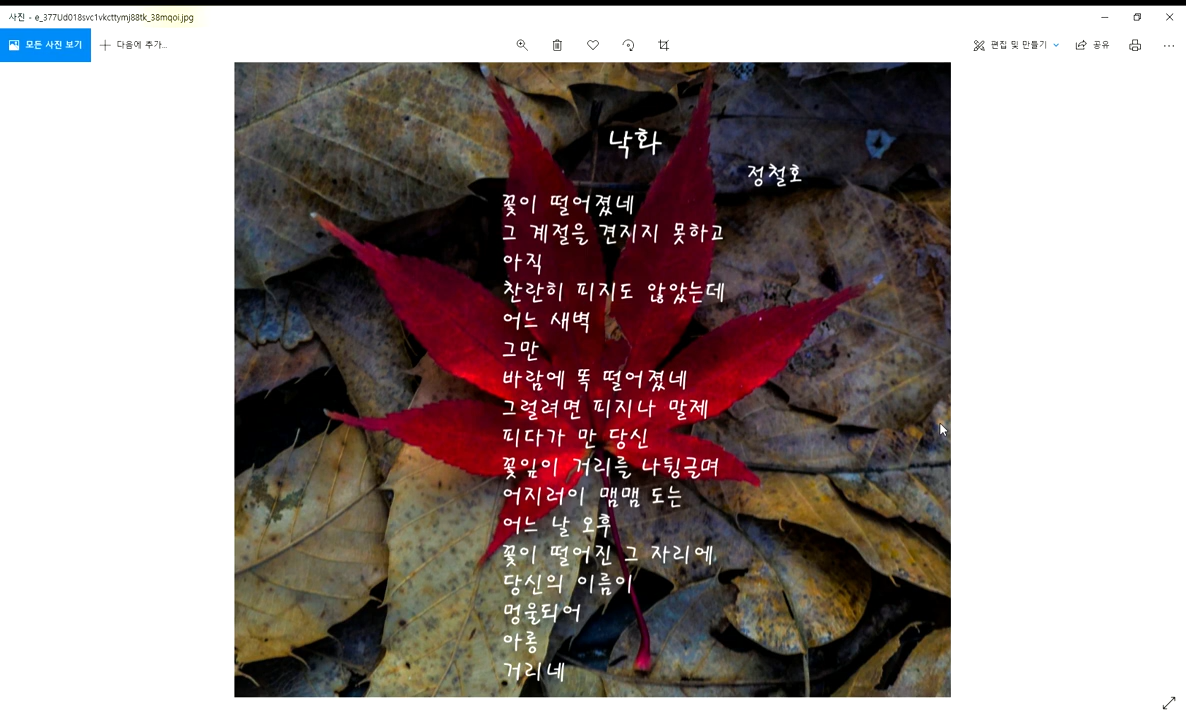 사진 - e_377Ud018svc1vkcttymj88tk_38mqoi.jpg
모든 사진 보기
다음에 추가...
편집 및 만들기
공유
낙화
정철호
꽃이 떨어졌네
그 계절을 견지지 못하고
아직
찬란히 피지도 않았는데
어느 새벽
그만
바람에 똑 떨어졌네
그럴려면 피지나 말제
피다가 만 당신
꽃잎이 거리를 나뒹글며
어지러이 맴맴 도는
어느 날 오후
꽃이 떨어진 그 자리에
당신의 이름이
멍울되어
아롱
거리네